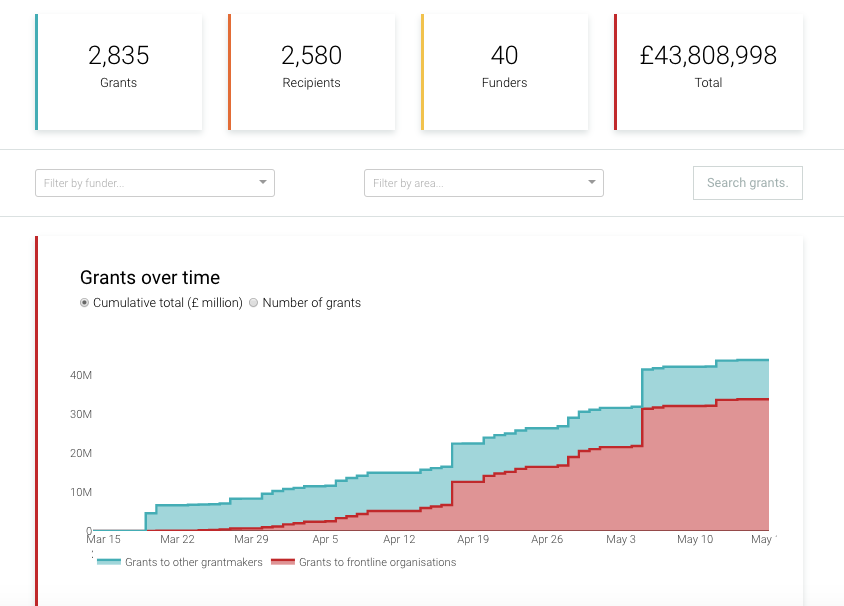 2,835
Grants
2,580
Recipients
40
Funders
£43,808,998
Total
Filter by funder...
Filter by area...
Search grants.
Grants over time
Cumulative total (£ million)
Number of grants
40M
30M
20M
10M
0
Mar 15 Mar 22 Mar 29 Apr 5 Apr 12 Apr 19 Apr 26 May 3 May 10 May
Grants to other grantmakers Grants to frontline organisations